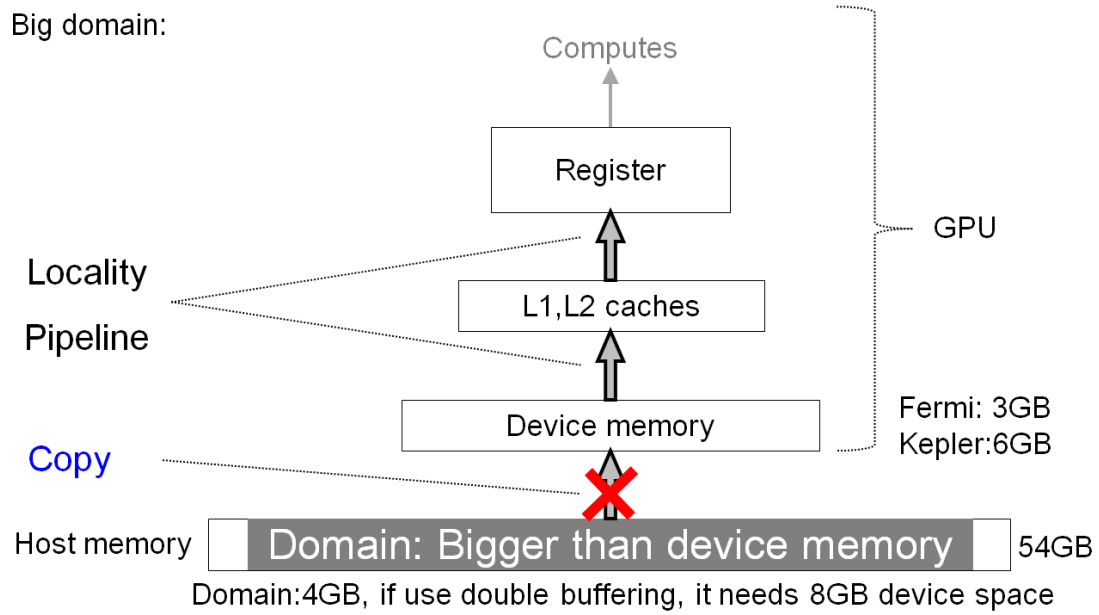 Big domain:
Computes
Register
GPU
Locality
L1,L2 caches
Pipeline
Device memory
Fermi: 3GB
Kepler:6GB
Copy
Host memory
Domain: Bigger than device memory
54GB
Domain:4GB, if use double buffering, it needs 8GB device space